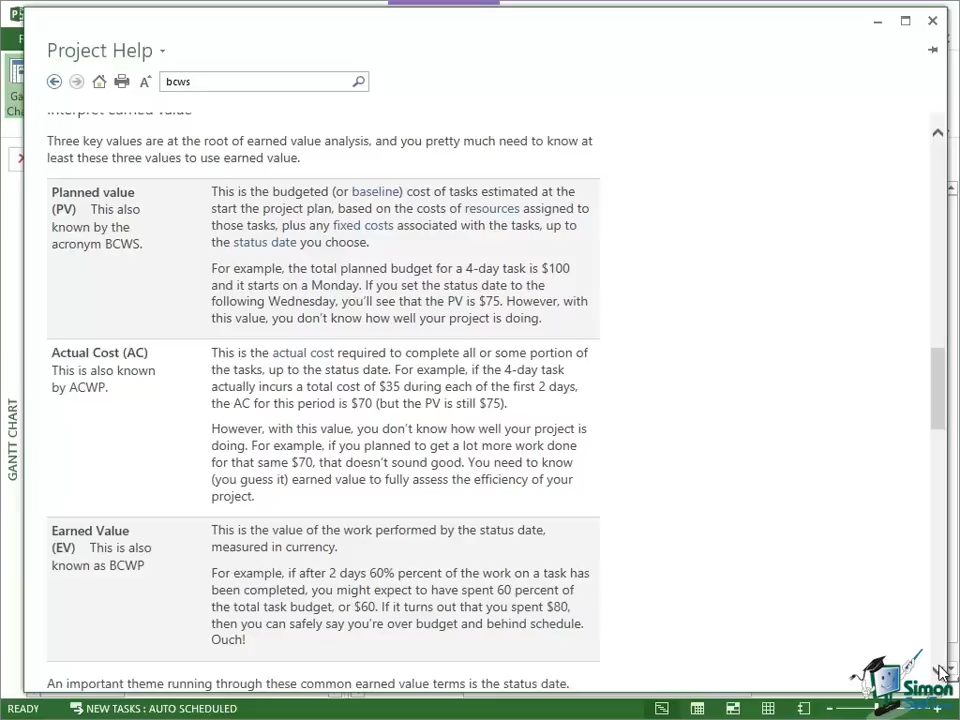 Project Help
A
bcws
Interpret earned value
Three key values are at the root of earned value analysis, and you pretty much need to know at
least these three values to use earned value.
Planned value
(PV) This also
known by the
acronym BCWS.
This is the budgeted (or baseline) cost of tasks estimated at the
start the project plan, based on the costs of resources assigned to
those tasks, plus any fixed costs associated with the tasks, up to
the status date you choose.
For example, the total planned budget for a 4-day task is $100
and it starts on a Monday. If you set the status date to the
following Wednesday, you'll see that the PV is $75. However, with
this value, you don't know how well your project is doing.
Actual Cost (AC)
This is also known
by ACWP.
This is the actual cost required to complete all or some portion of
the tasks, up to the status date. For example, if the 4-day task
actually incurs a total cost of $35 during each of the first 2 days,
the AC for this period is $70 (but the PV is still $75).
However, with this value, you don't know how well your project is
doing. For example, if you planned to get a lot more work done
for that same $70, that doesn't sound good. You need to know
(you guess it) earned value to fully assess the efficiency of your
project.
Earned Value
(EV) This is also
known as BCWP
This is the value of the work performed by the status date,
measured in currency.
For example, if after 2 days 60% percent of the work on a task has
been completed, you might expect to have spent 60 percent of
the total task budget, or $60. If it turns out that you spent $80,
then you can safely say you're over budget and behind schedule.
Ouch!
An important theme running through these common earned value terms is the status date.
GANTT CHART
Simon
READY
NEW TASKS : AUTO SCHEDULED